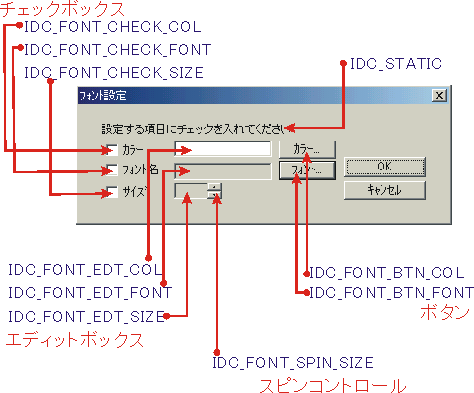 チェックボックス
IDC_FONT_CHECK_COL
IDC_FONT_CHECK_FONT
IDC_FONT_CHECK_SIZE
IDC_STATIC
フォント設定
設定する項目にチェックを入れてください
カラー
カラー...
フォント名
フォント...
OK
サイズ
キャンセル
IDC_FONT_EDT_COL
IDC_FONT_BTN_COL
IDC_FONT_EDT_FONT
IDC_FONT_BTN_FONT
IDC_FONT_EDT_SIZE
ボタン
エディットボックス
IDC_FONT_SPIN_SIZE
スピンコントロール